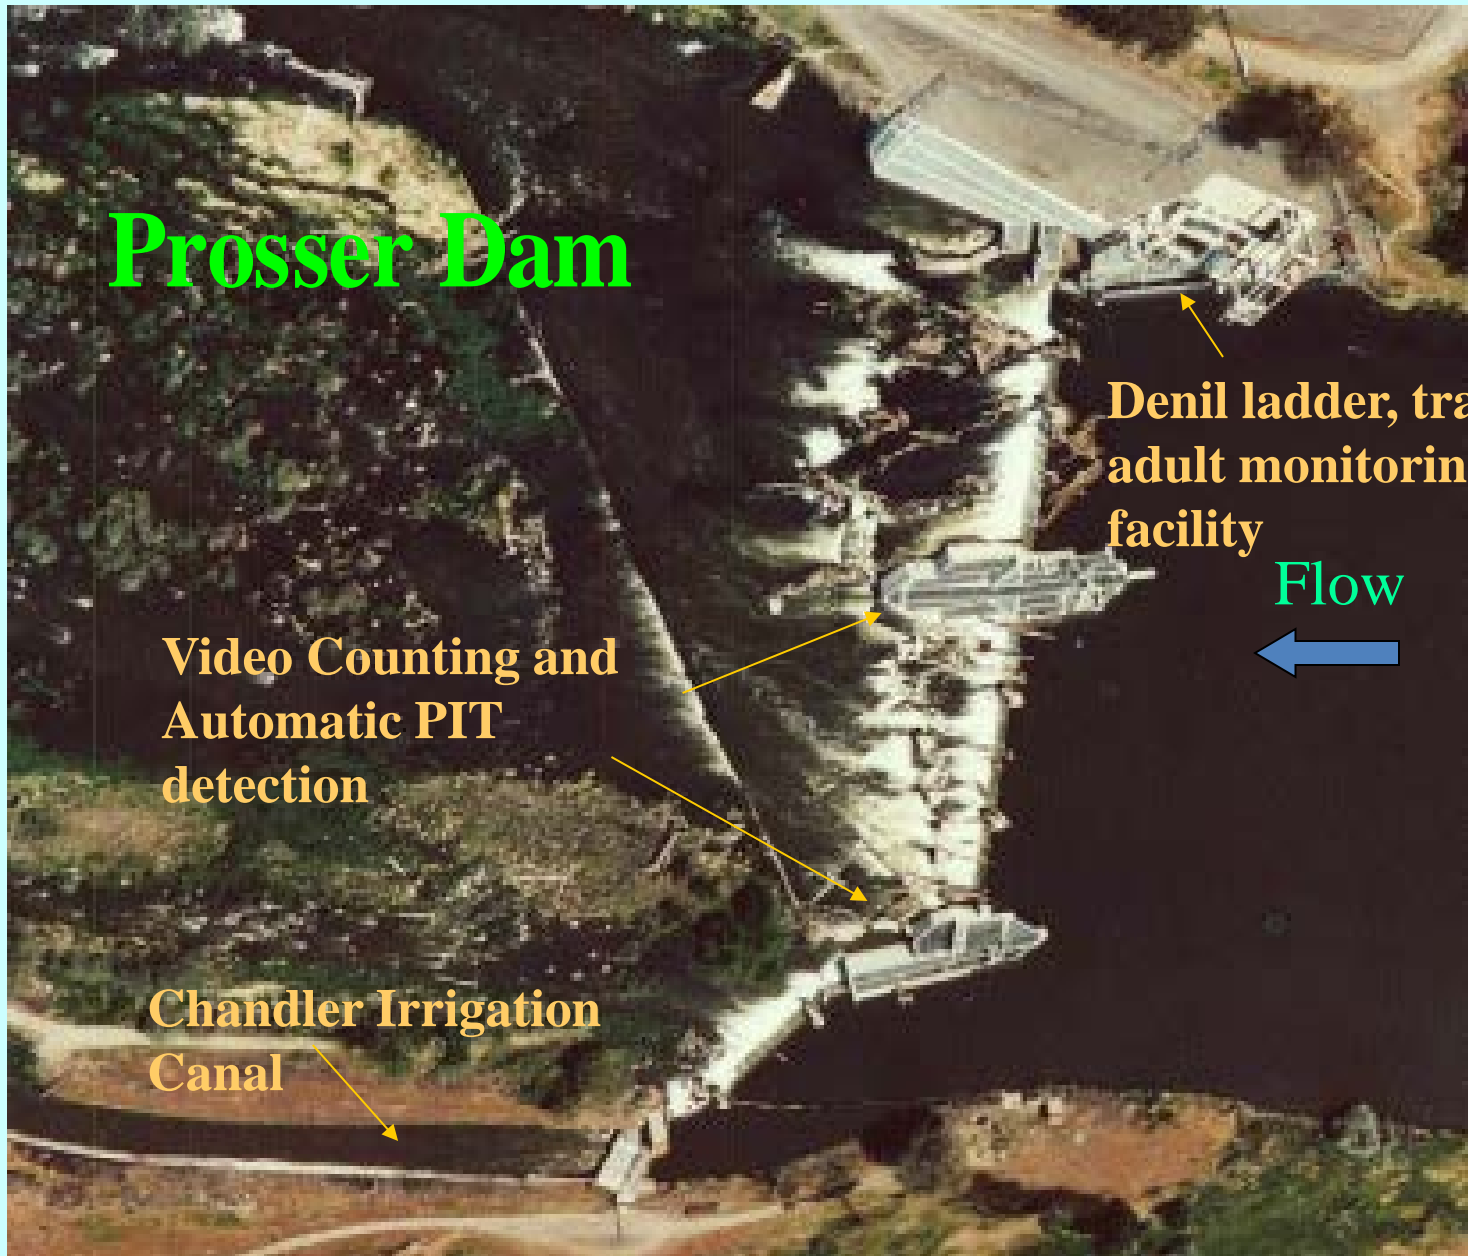 Prosser Dam
Denil ladder,
adult
facility
Flow
Video Counting and
Automatic PIT
detection
Chandler Irrigation
Canal